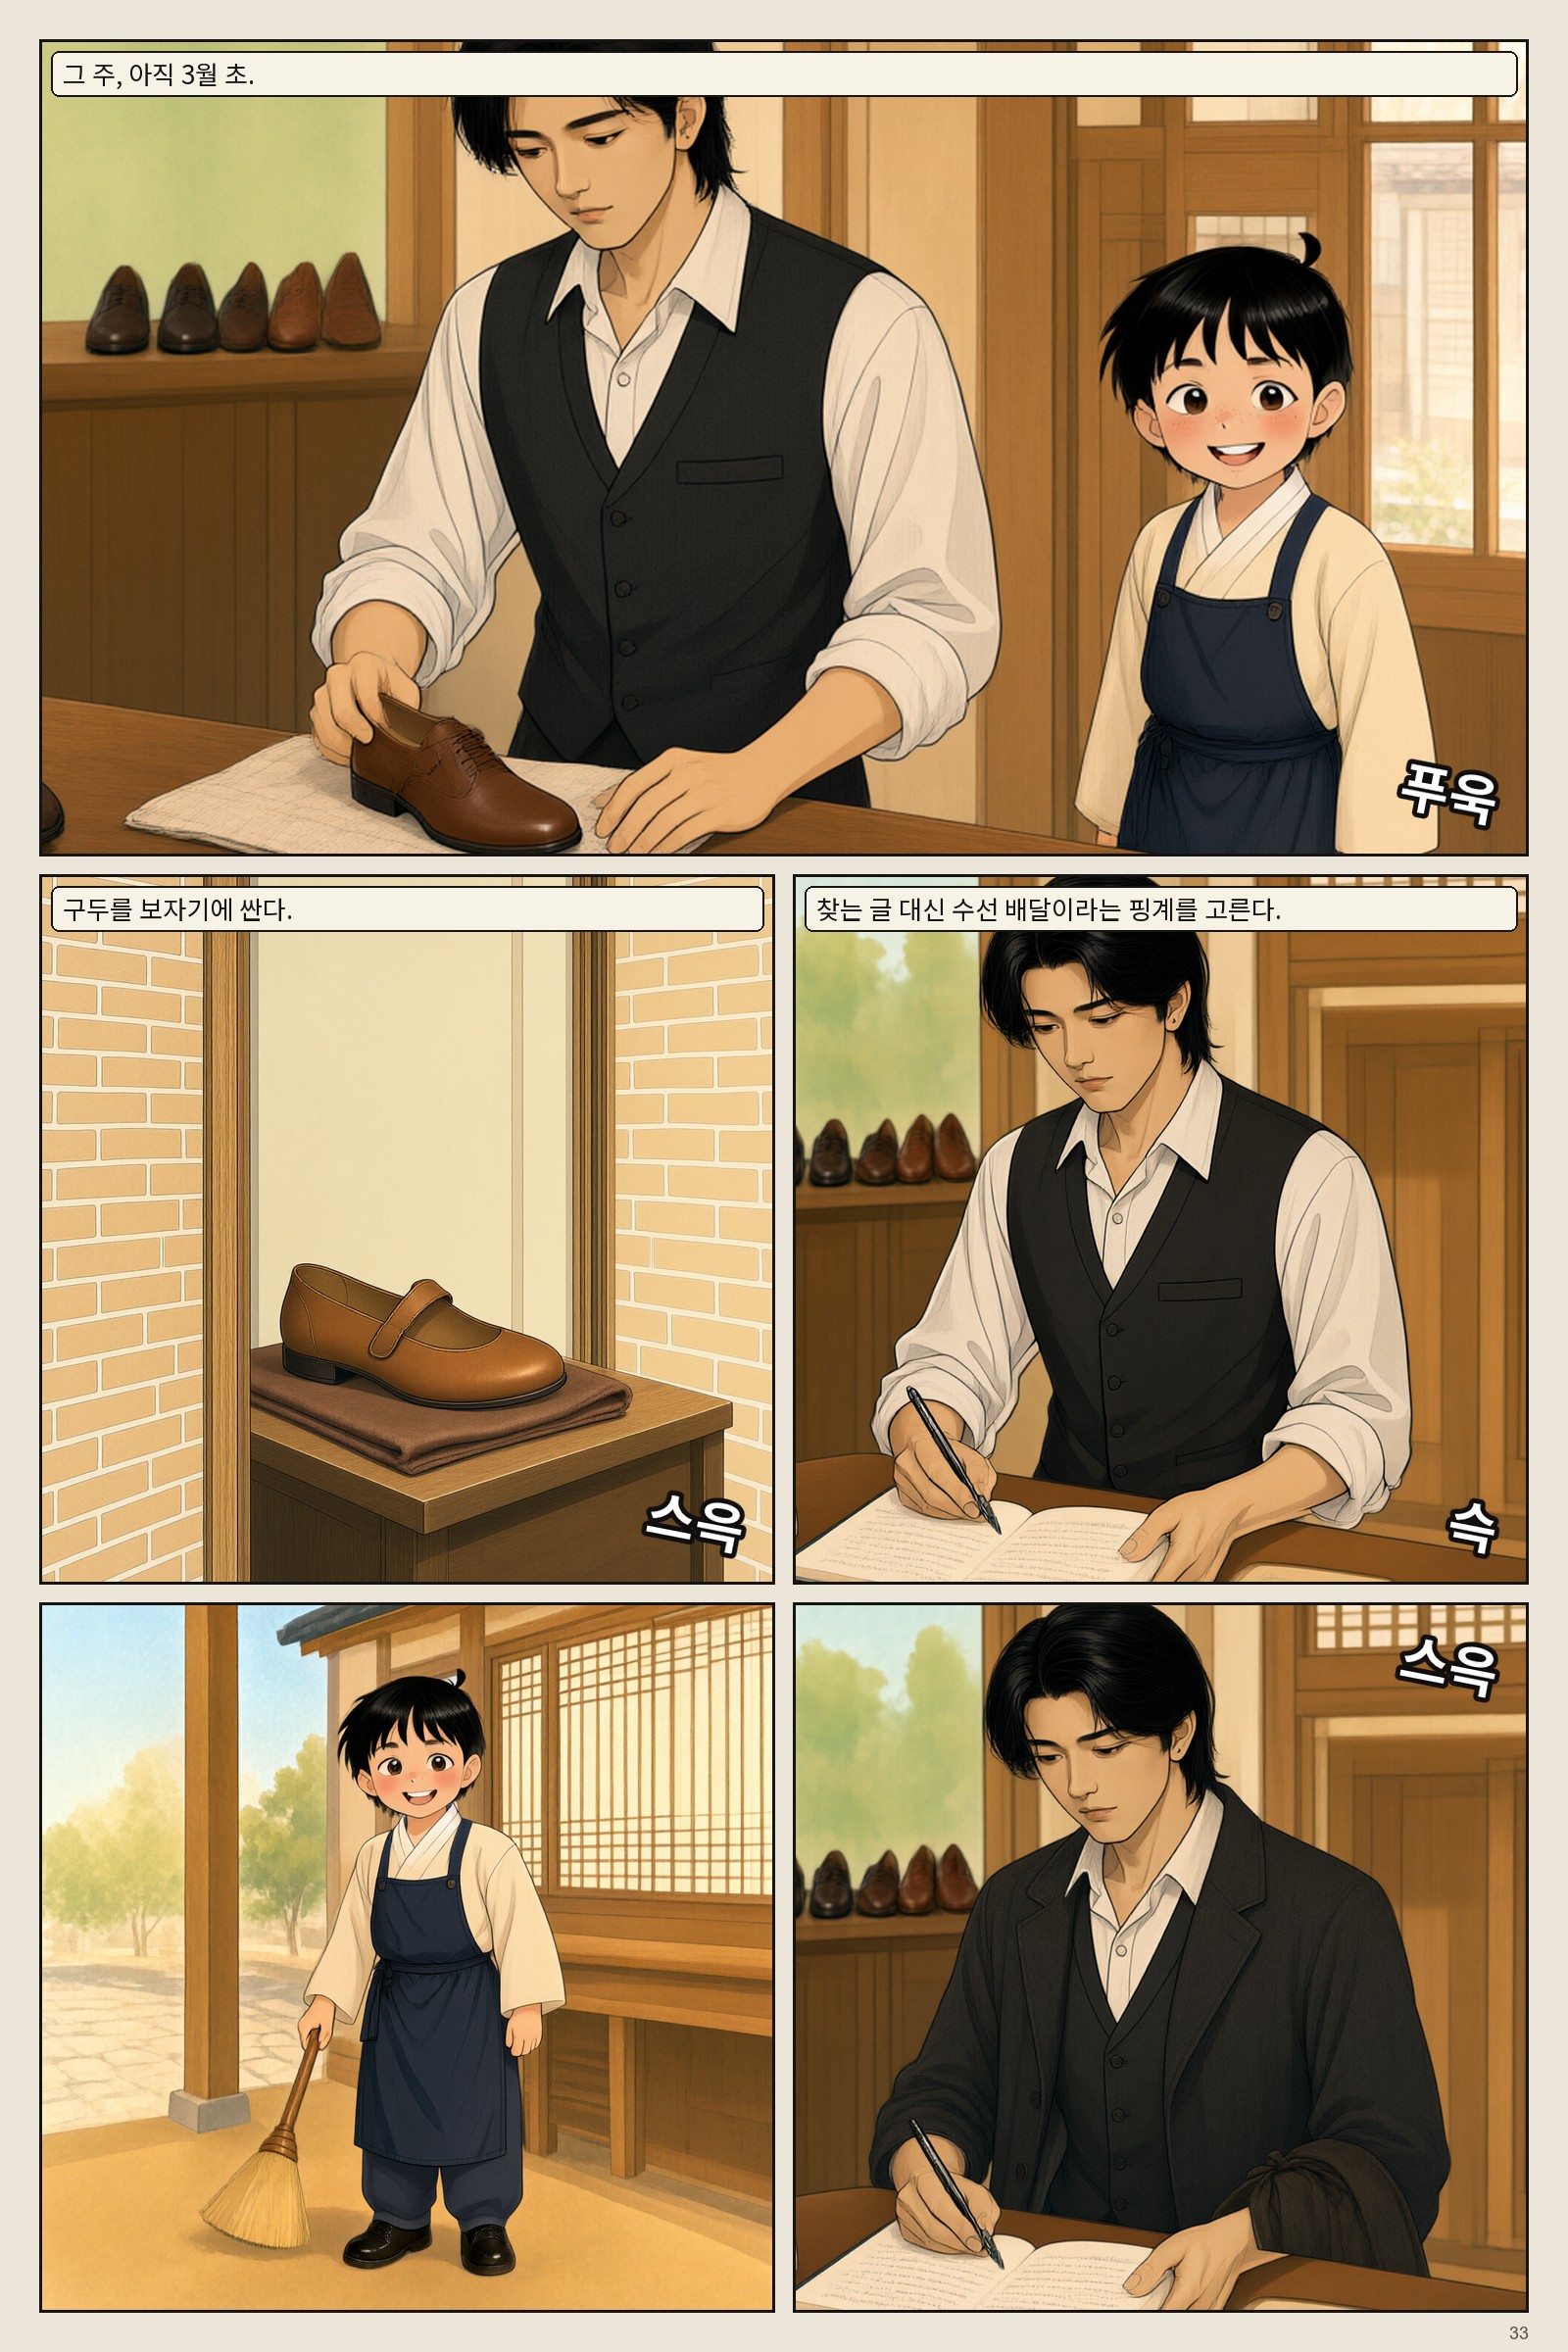 그 주, 아직 3월 초.
푸욱
구두를 보자기에 싼다.
스윽
찾는 글 대신 수선 배달이라는 핑계를 고른다.
슥
스윽
33